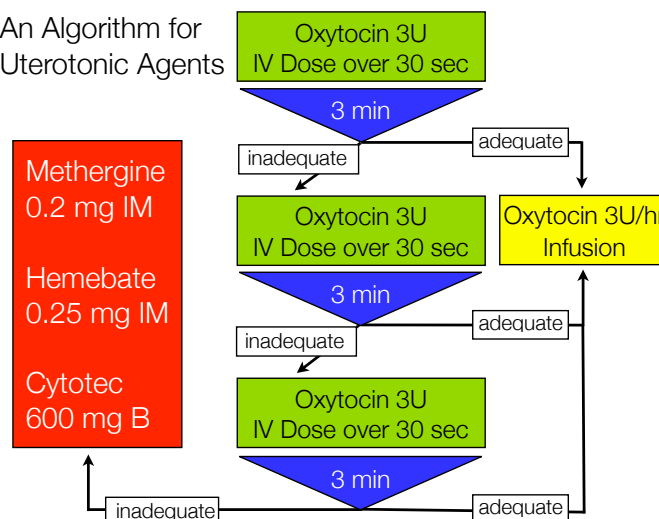 An Algorithm for
Uterotonic Agents
Oxytocin 3U
IV Dose over 30 sec
3 min
inadequate
adequate
Methergine
0.2 mg IM
Hemebate
0.25 mg IM
Cytotec
600 mg B
Oxytocin 3U
IV Dose over 30 sec
Oxytocin 3U/hr
Infusion
3 min
inadequate
adequate
Oxytocin 3U
IV Dose over 30 sec
3 min
inadequate
adequate